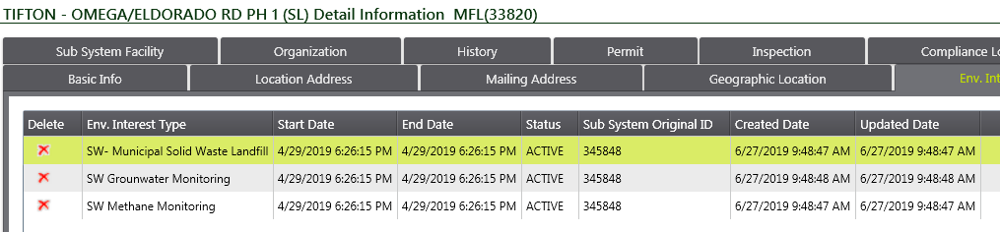 TIFTON - OMEGA/ELDORADO RD PH 1 (SL) Detail Information  MFL(33820)
Sub System Facility Organization History Permit Inspection Compliance Lo
Basic Info Location Address Mailing Address Geographic Location Env. Int
Delete Env. Interest Type Start Date End Date Status Sub System Original ID Created Date Updated Date
SW- Municipal Solid Waste Landfill 4/29/2019 6:26:15 PM 4/29/2019 6:26:15 PM ACTIVE 345848 6/27/2019 9:48:47 AM 6/27/2019 9:48:47 AM
SW Grounwater Monitoring 4/29/2019 6:26:15 PM 4/29/2019 6:26:15 PM ACTIVE 345848 6/27/2019 9:48:48 AM 6/27/2019 9:48:48 AM
SW Methane Monitoring 4/29/2019 6:26:15 PM 4/29/2019 6:26:15 PM ACTIVE 345848 6/27/2019 9:48:47 AM 6/27/2019 9:48:47 AM